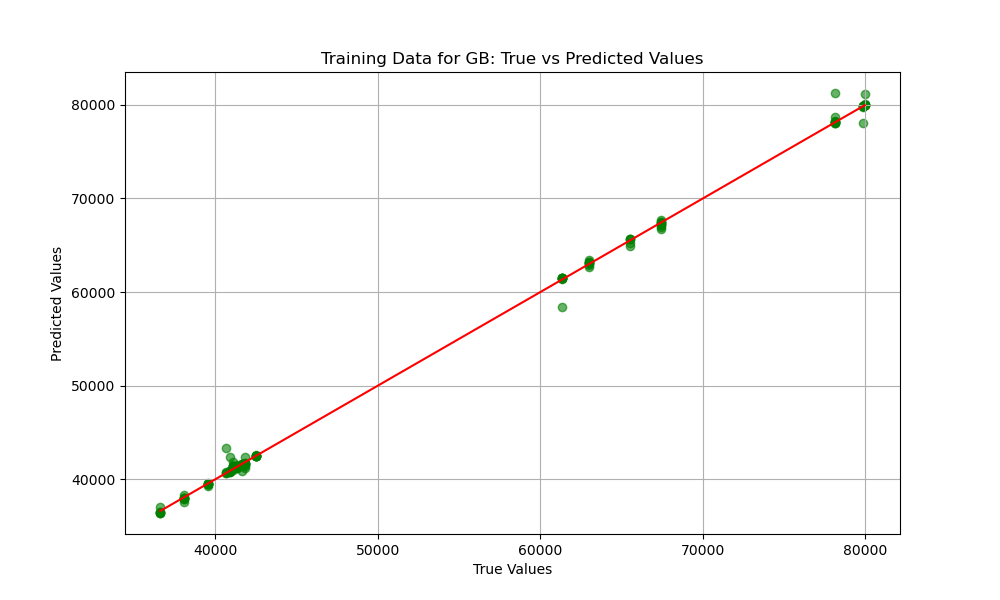 Training Data for GB: True vs Predicted Values
80000
70000
60000
50000
40000
Predicted Values
40000 50000 60000 70000 80000
True Values